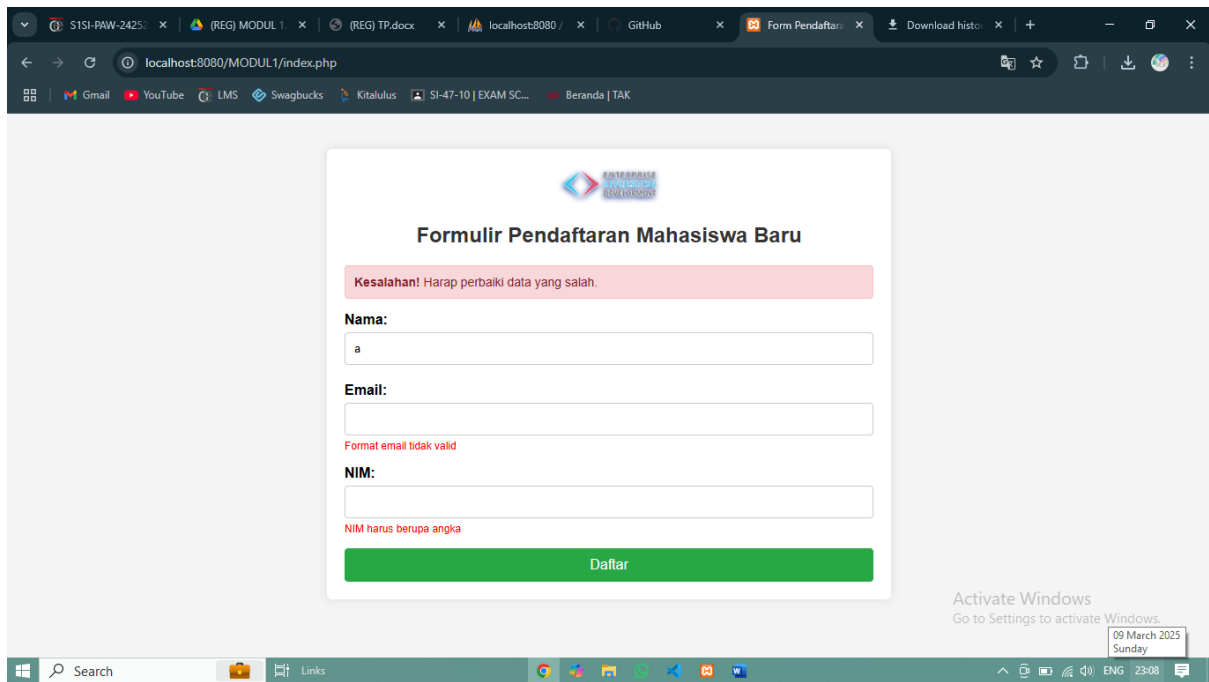 S1SI-PAW-24252
(REG) MODUL 1.
(REG) TP.docx
localhost:8080 /
GitHub
Form Pendaftara
Download histor
localhost:8080/MODUL1/index.php
Gmail
YouTube
LMS
Swagbucks
Kitalulus
SI-47-10 | EXAM SC...
Beranda | TAK
ENTERPRISE
DEVELOPMENT
Formulir Pendaftaran Mahasiswa Baru
Kesalahan! Harap perbaiki data yang salah.
Nama:
a
Email:
Format email tidak valid
NIM:
NIM harus berupa angka
Daftar
Activate Windows
Go to Settings to activate Windows.
09 March 2025
Sunday
Search
Links
ENG
23:08